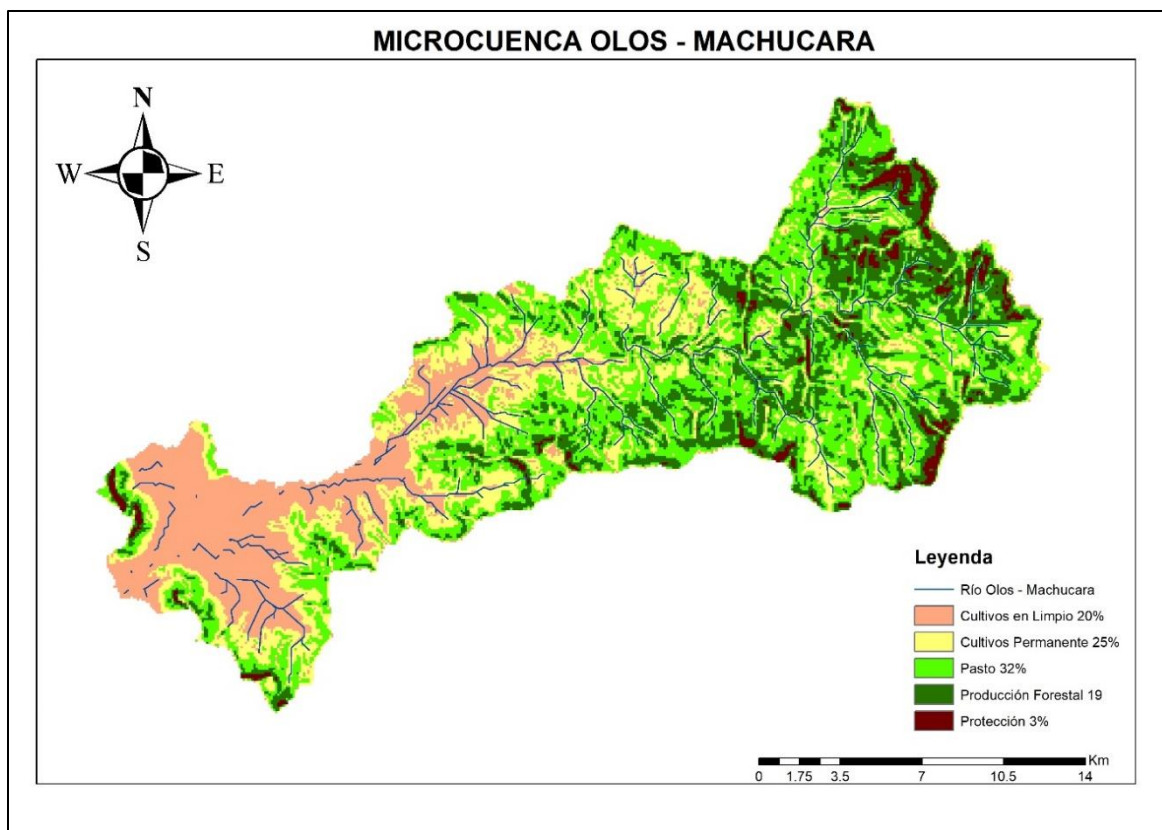 MICROCUENCA OLOS - MACHUCARA
N
W E
S
Leyenda
Río Olos - Machucara
Cultivos en Limpio 20%
Cultivos Permanente 25%
Pasto 32%
Producción Forestal 19
Protección 3%
Km
0 1.75 3.5 7 10.5 14